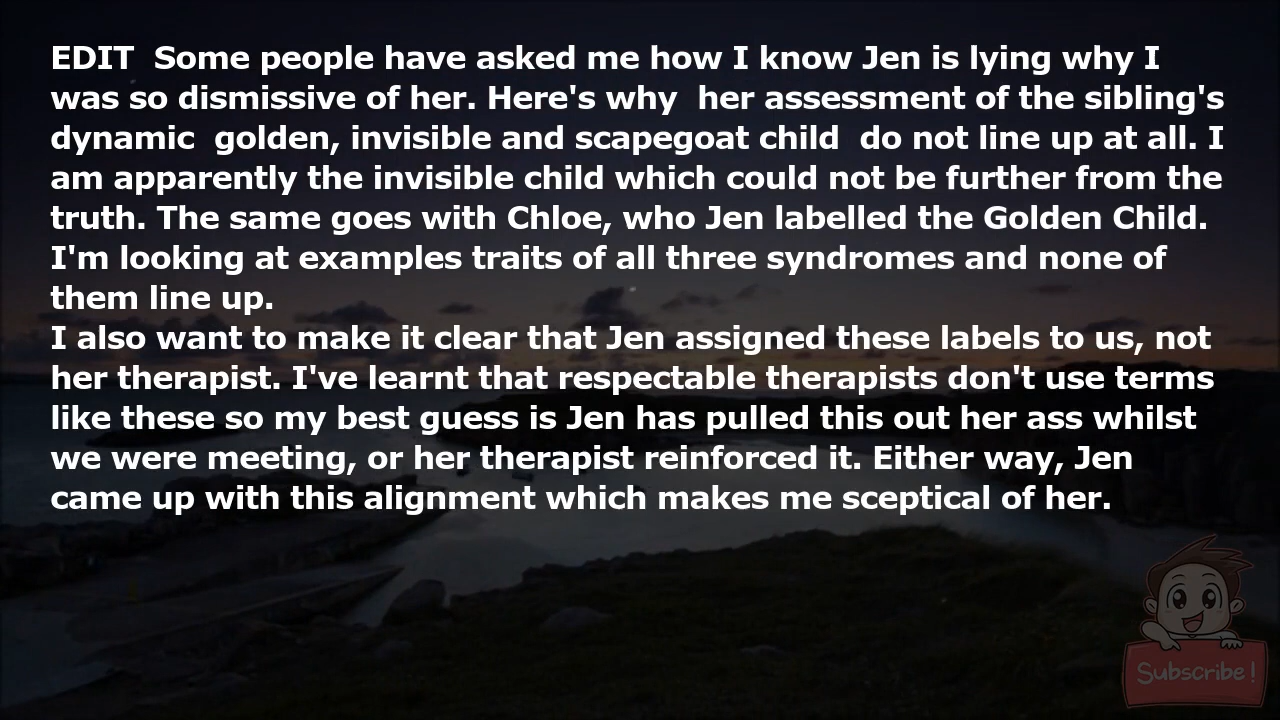 EDIT  Some people have asked me how I know Jen is lying why I
was so dismissive of her. Here's why  her assessment of the sibling's
dynamic  golden, invisible and scapegoat child  do not line up at all. I
am apparently the invisible child which could not be further from the
truth. The same goes with Chloe, who Jen labelled the Golden Child.
I'm looking at examples traits of all three syndromes and none of
them line up.
I also want to make it clear that Jen assigned these labels to us, not
her therapist. I've learnt that respectable therapists don't use terms
like these so my best guess is Jen has pulled this out her ass whilst
we were meeting, or her therapist reinforced it. Either way, Jen
came up with this alignment which makes me sceptical of her.
Subscribe!